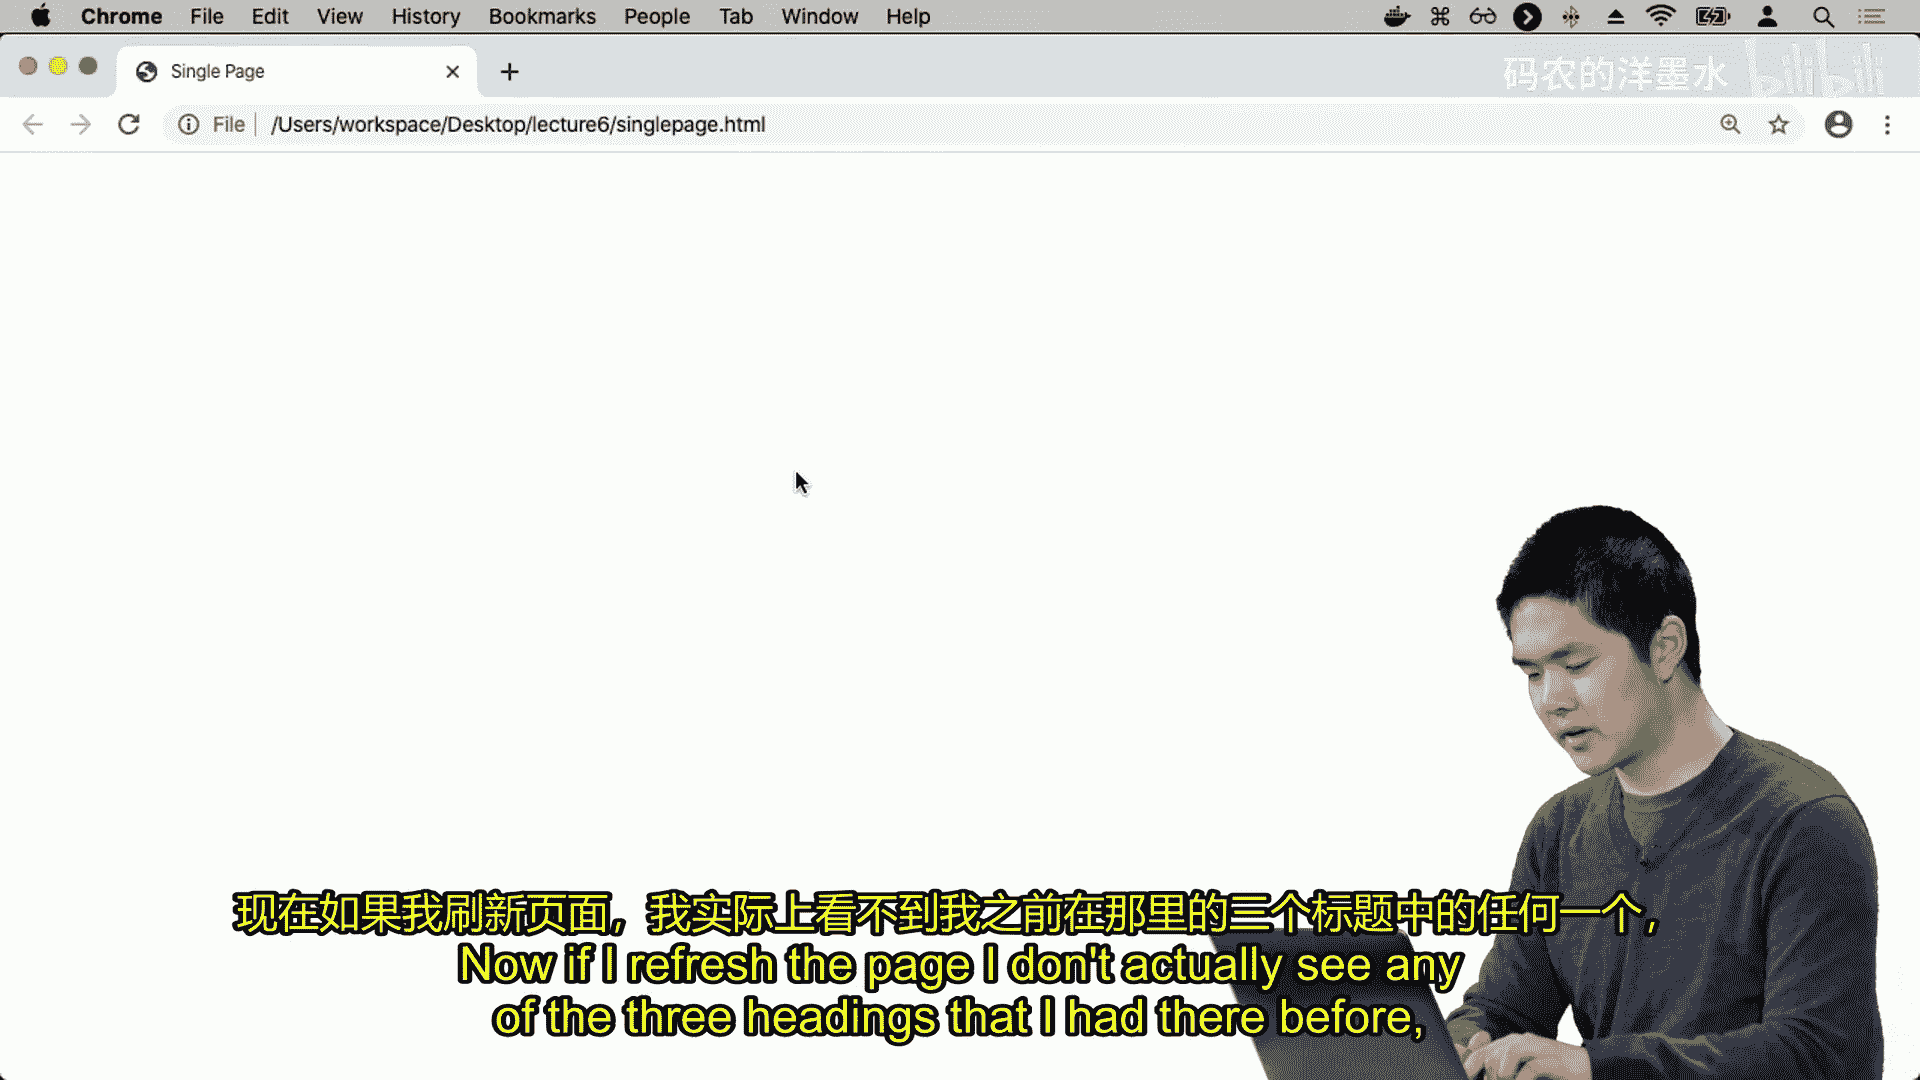 Chrome File Edit View History Bookmarks People Tab Window Help
Single Page
码农的洋墨水 bilibili
File /Users/workspace/Desktop/lecture6/singlepage.html
现在如果我刷新页面，我实际上看不到我之前在那里的三个标题中的任何一个，
Now if I refresh the page I don't actually see any
of the three headings that I had there before,